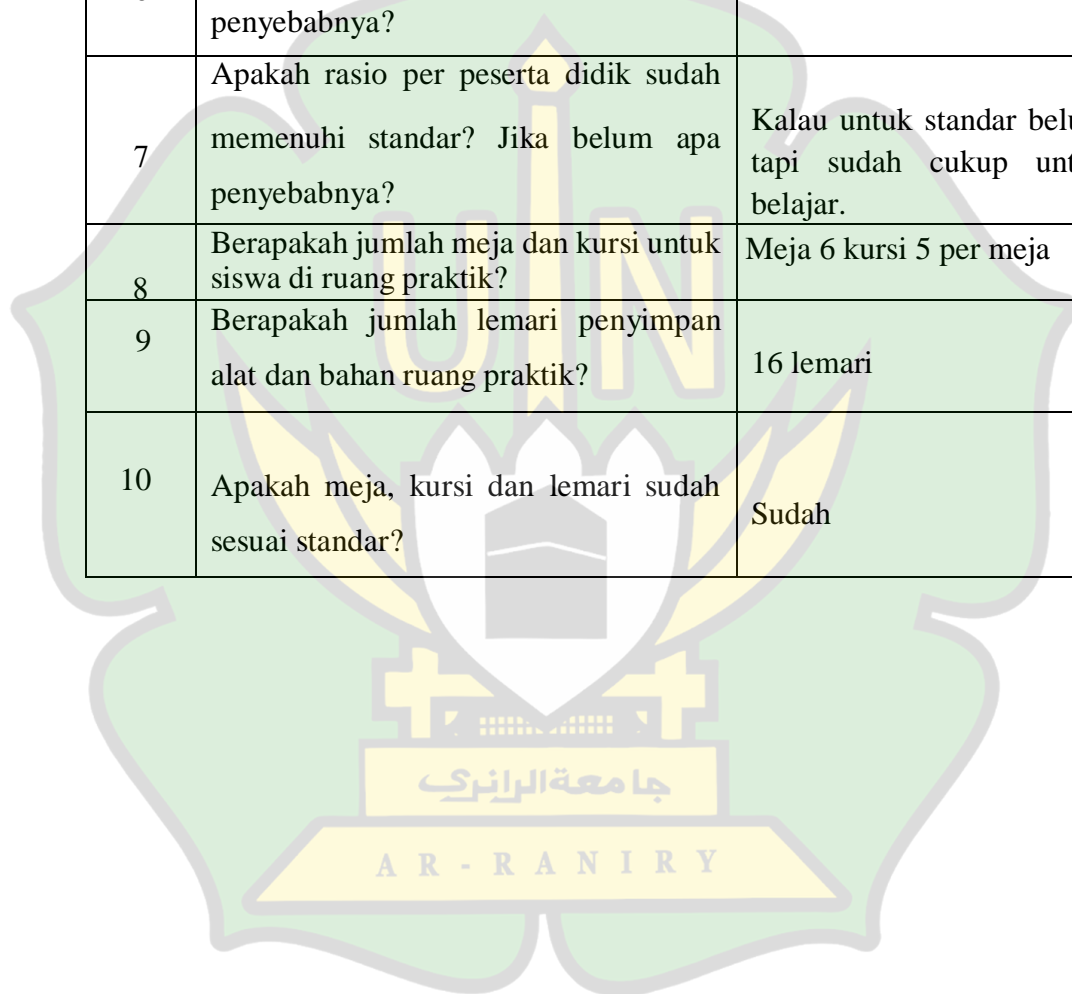 penyebabnya?
7
Apakah rasio per peserta didik sudah
memenuhi standar? Jika belum apa
penyebabnya?
Kalau untuk standar
tapi sudah cukup
belajar.
8
Berapakah jumlah meja dan kursi untuk
siswa di ruang praktik?
Meja 6 kursi 5 per meja
9
Berapakah jumlah lemari penyimpan
alat dan bahan ruang praktik?
16 lemari
10
Apakah meja, kursi dan lemari sudah
sesuai standar?
Sudah
UIN
جامعة الرانري
AR-RANIRY